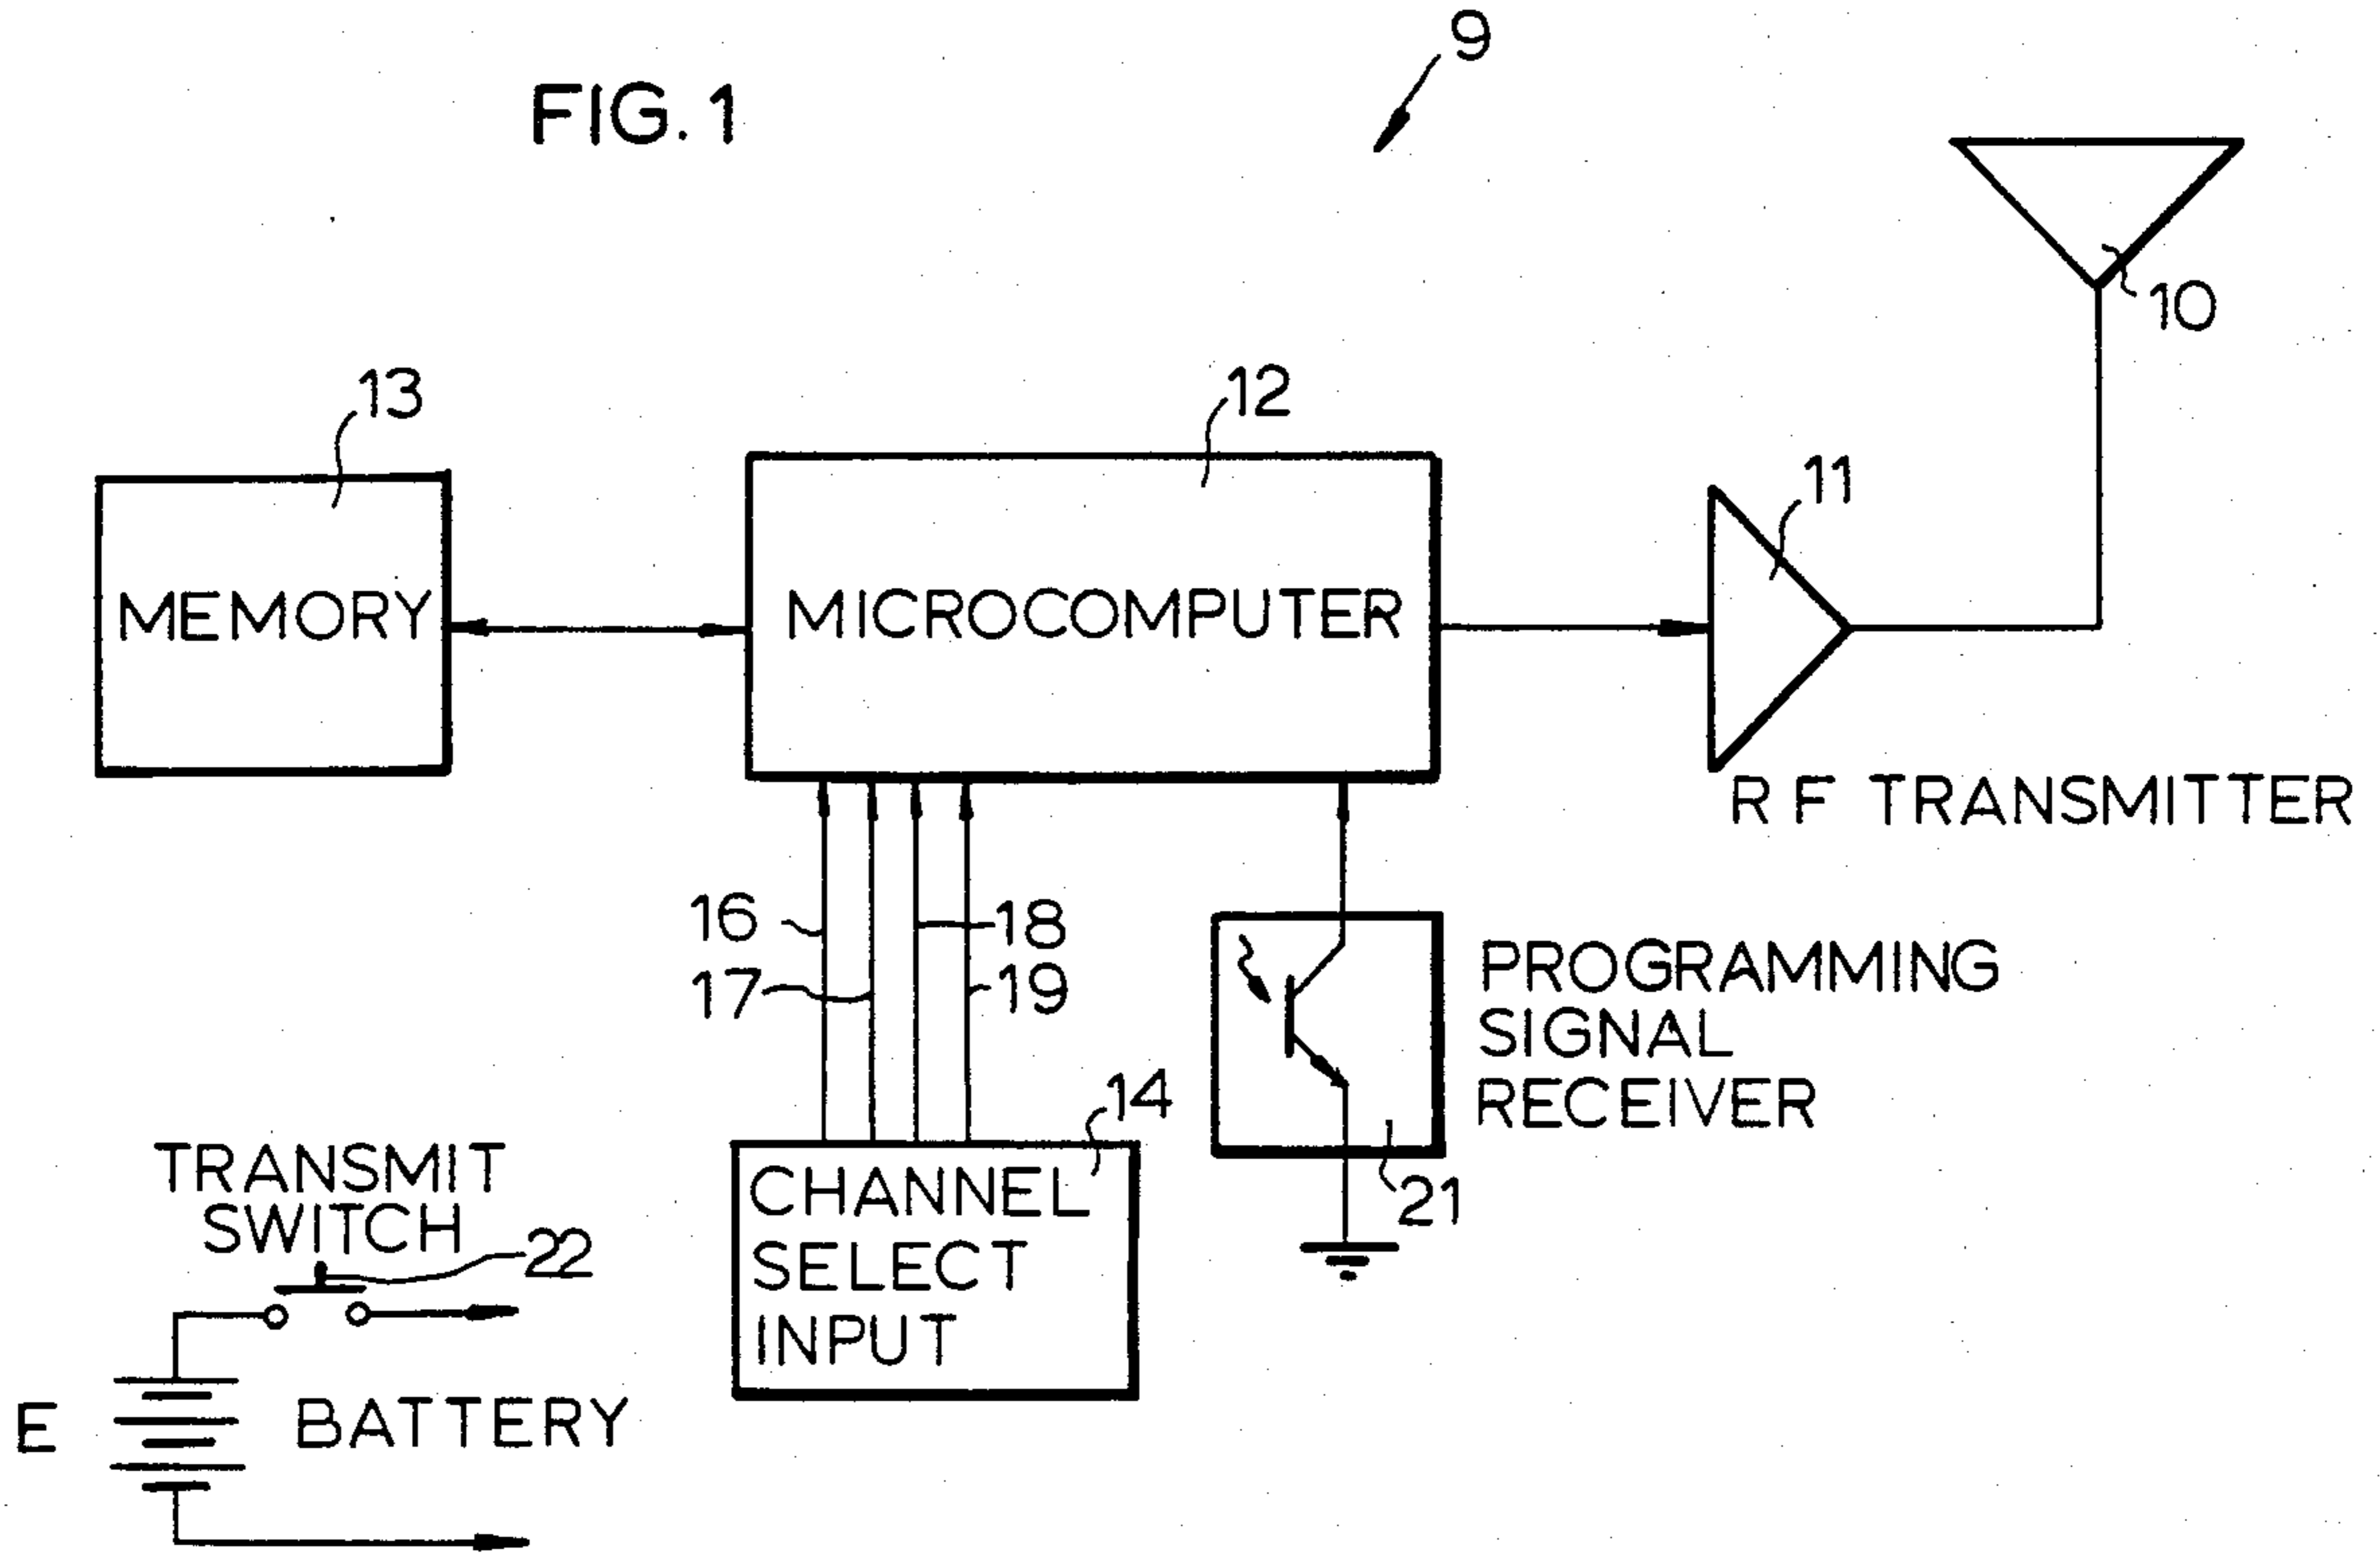 FIG. 1
9
10
13
12
11
MEMORY
MICROCOMPUTER
RF TRANSMITTER
16
18
17
19
PROGRAMMING
SIGNAL
RECEIVER
14
21
CHANNEL
SELECT
INPUT
TRANSMIT
SWITCH
22
E
BATTERY